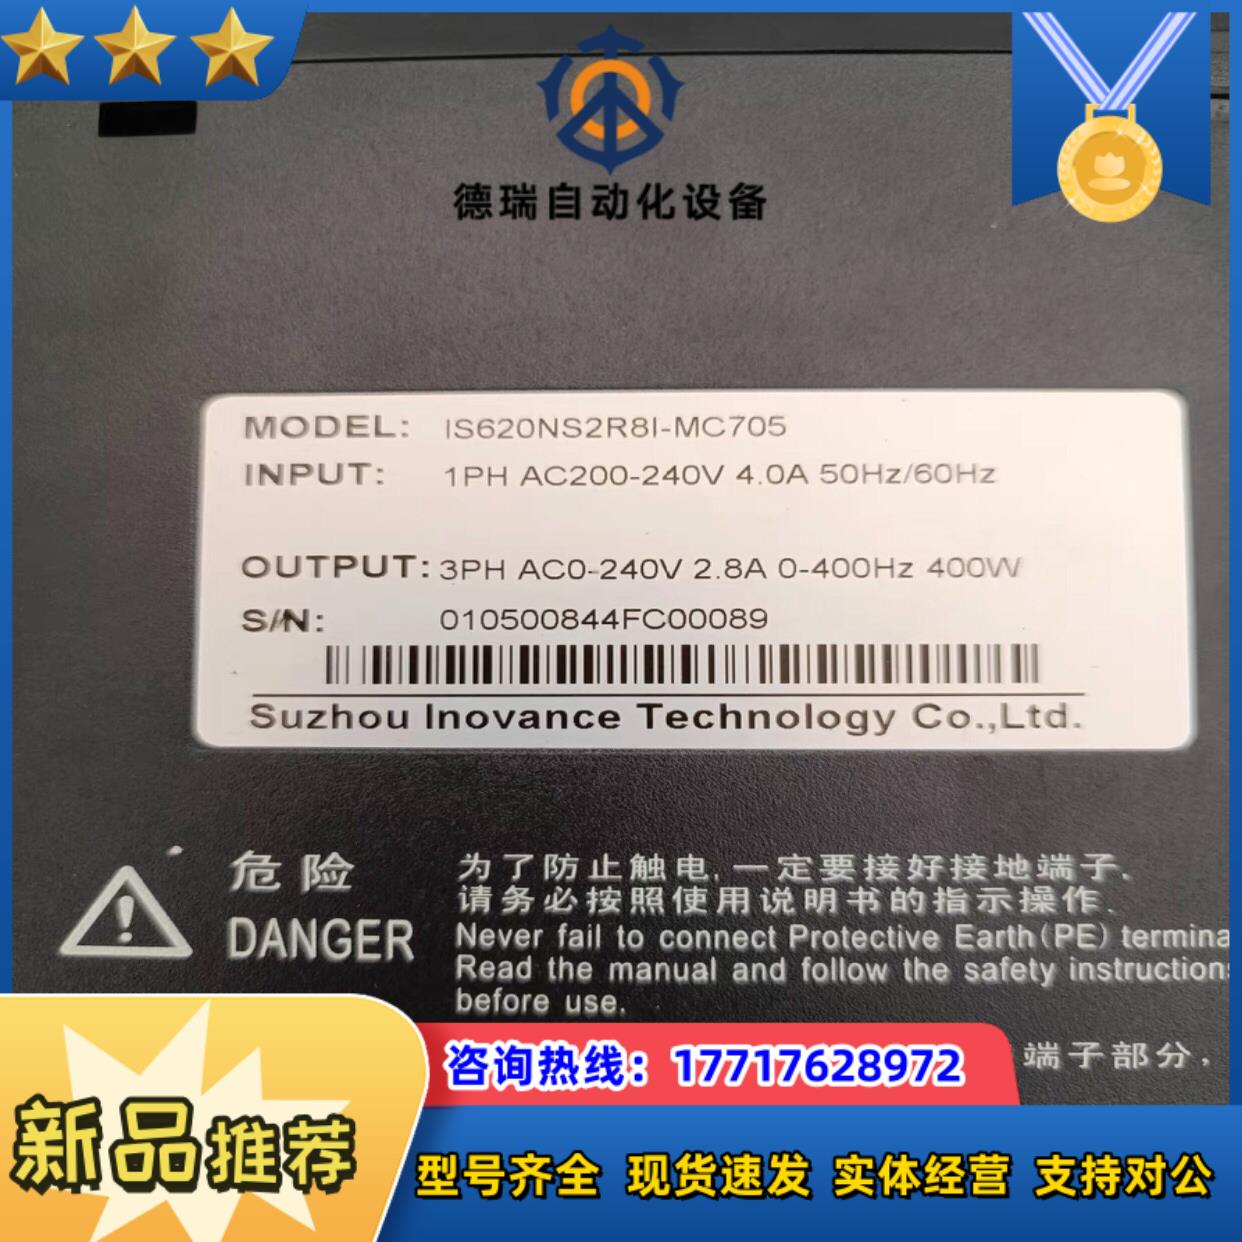 德瑞自动化设备
MODEL: IS620NS2R8I-MC705
INPUT: 1PH AC200-240V 4.0A 50Hz/60Hz
OUTPUT: 3PH AC0-240V 2.8A 0-400Hz 400W
S/N: 010500844FC00089
Suzhou Inovance Technology Co.,Ltd.
危险
DANGER
为了防止触电,一定要接好接地端子.
请务必按照使用说明书的指示操作.
Never fail to connect Protective Earth(PE) termina
Read the manual and follow the safety instructions
before use.
端子部分,
咨询热线:17717628972
新品推荐
型号齐全 现货速发 实体经营 支持对公